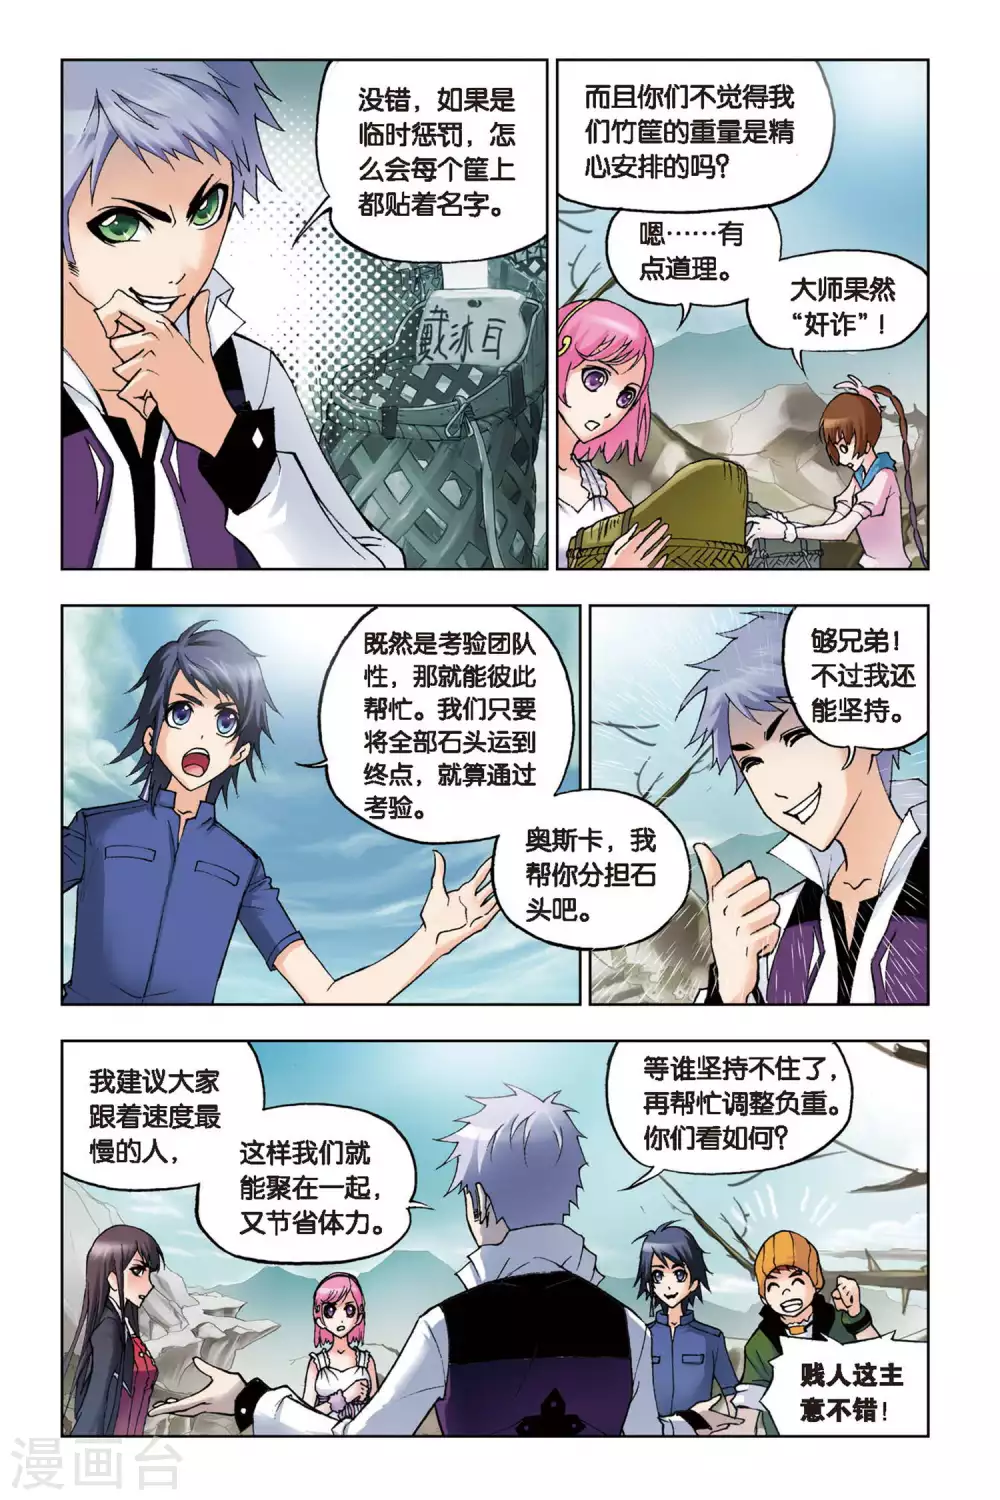 没错，如果是
临时惩罚，怎
么会每个筐上
都贴着名字。
戴沐白
而且你们不觉得我
们竹筐的重量是精
心安排的吗？
嗯……有
点道理。
大师果然
“奸诈”！
既然是考验团队
性，那就能彼此
帮忙。我们只要
将全部石头运到
终点，就算通过
考验。
奥斯卡，我
帮你分担石
头吧。
够兄弟！
不过我还
能坚持。
我建议大家
跟着速度最
慢的人，
这样我们就
能聚在一起，
又节省体力。
等谁坚持不住了，
再帮忙调整负重。
你们看如何？
贱人这主
意不错！
漫画台